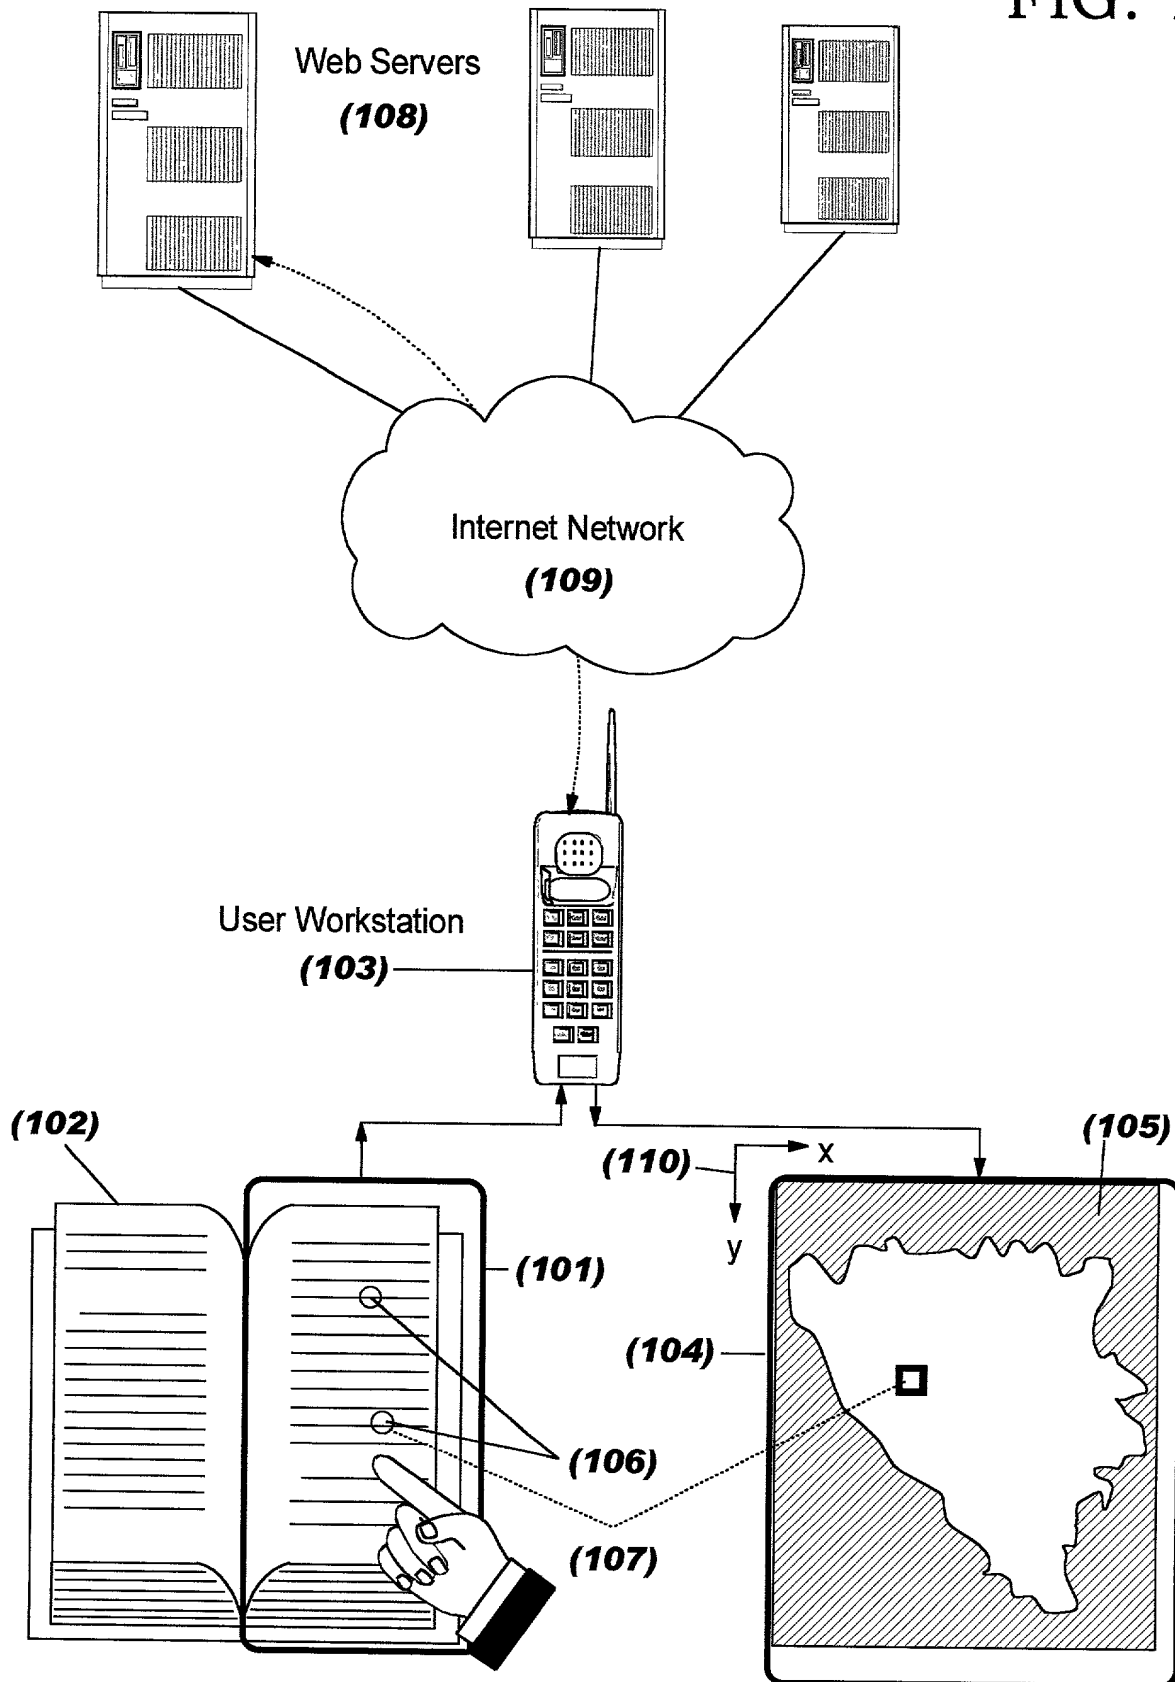 FIG.
Web Servers
(108)
Internet Network
(109)
User Workstation
(103)
(102)
(105)
(110)
x
y
(101)
(104)
(106)
(107)